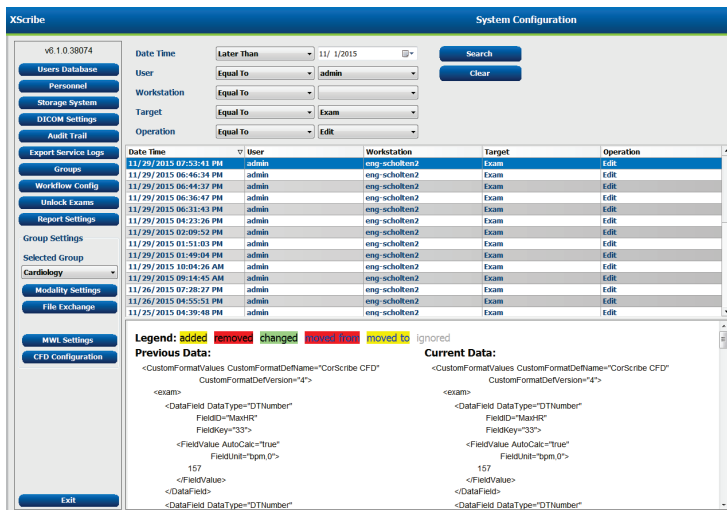 XScribe System Configuration
v6.1.0.38074
Users Database
Personnel
Storage System
DICOM Settings
Audit Trail
Export Service Logs
Groups
Workflow Config
Unlock Exams
Report Settings
Group Settings
Selected Group
Cardiology
Modality Settings
File Exchange
MWL Settings
CFD Configuration
Exit
Date Time Later Than 11/ 1/2015 Search
User Equal To admin Clear
Workstation Equal To
Target Equal To Exam
Operation Equal To Edit
Date Time User Workstation Target Operation
11/29/2015 07:53:41 PM admin eng-scholten2 Exam Edit
11/29/2015 06:46:34 PM admin eng-scholten2 Exam Edit
11/29/2015 06:44:37 PM admin eng-scholten2 Exam Edit
11/29/2015 06:36:47 PM admin eng-scholten2 Exam Edit
11/29/2015 06:31:43 PM admin eng-scholten2 Exam Edit
11/29/2015 04:23:26 PM admin eng-scholten2 Exam Edit
11/29/2015 02:09:52 PM admin eng-scholten2 Exam Edit
11/29/2015 01:51:03 PM admin eng-scholten2 Exam Edit
11/29/2015 01:49:04 PM admin eng-scholten2 Exam Edit
11/29/2015 10:04:26 AM admin eng-scholten2 Exam Edit
11/29/2015 09:14:45 AM admin eng-scholten2 Exam Edit
11/26/2015 07:28:27 PM admin eng-scholten2 Exam Edit
11/26/2015 04:55:51 PM admin eng-scholten2 Exam Edit
11/25/2015 04:39:48 PM admin eng-scholten2 Exam Edit
Legend: added removed changed moved from moved to ignored
Previous Data:
<CustomFormatValues CustomFormatDefName="CorScribe CFD"
CustomFormatDefVersion="4">
<exam>
<DataField DataType="DTNumber"
FieldID="MaxHR"
FieldKey="33">
<FieldValue AutoCalc="true"
FieldUnit="bpm,0">
157
</FieldValue>
</DataField>
<DataField DataType="DTNumber"
Current Data:
<CustomFormatValues CustomFormatDefName="CorScribe CFD"
CustomFormatDefVersion="4">
<exam>
<DataField DataType="DTNumber"
FieldID="MaxHR"
FieldKey="33">
<FieldValue AutoCalc="true"
FieldUnit="bpm,0">
157
</FieldValue>
</DataField>
<DataField DataType="DTNumber"